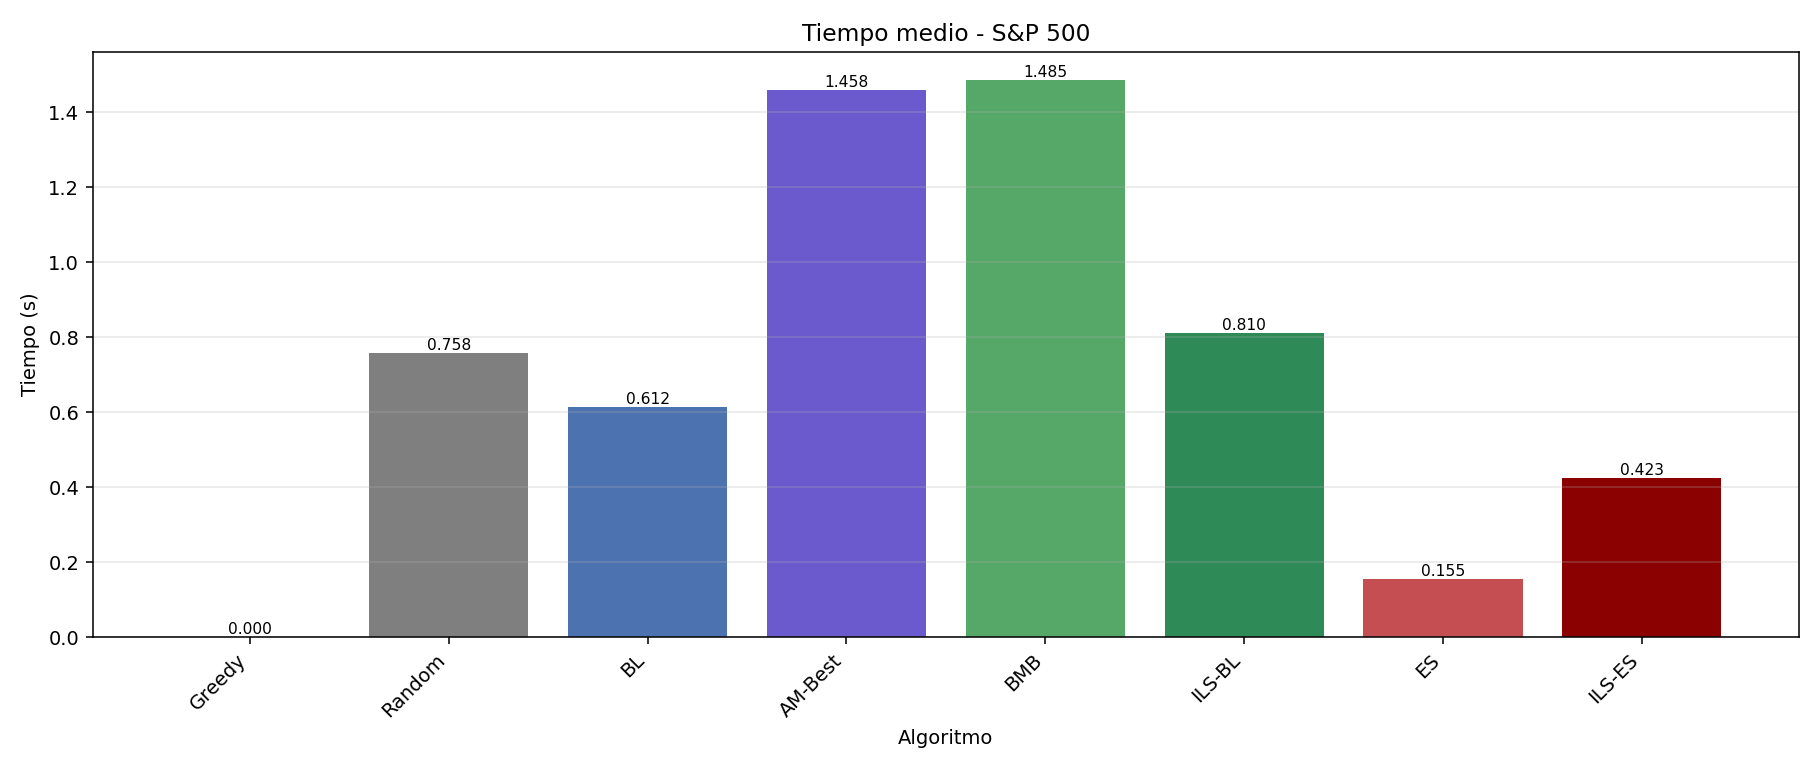 Tiempo medio - S&P 500
Tiempo (s)
1.4
1.2
1.0
0.8
0.6
0.4
0.2
0.0
0.000
0.758
0.612
1.458
1.485
0.810
0.155
0.423
Greedy
Random
BL
AM-Best
BMB
ILS-BL
ES
ILS-ES
Algoritmo